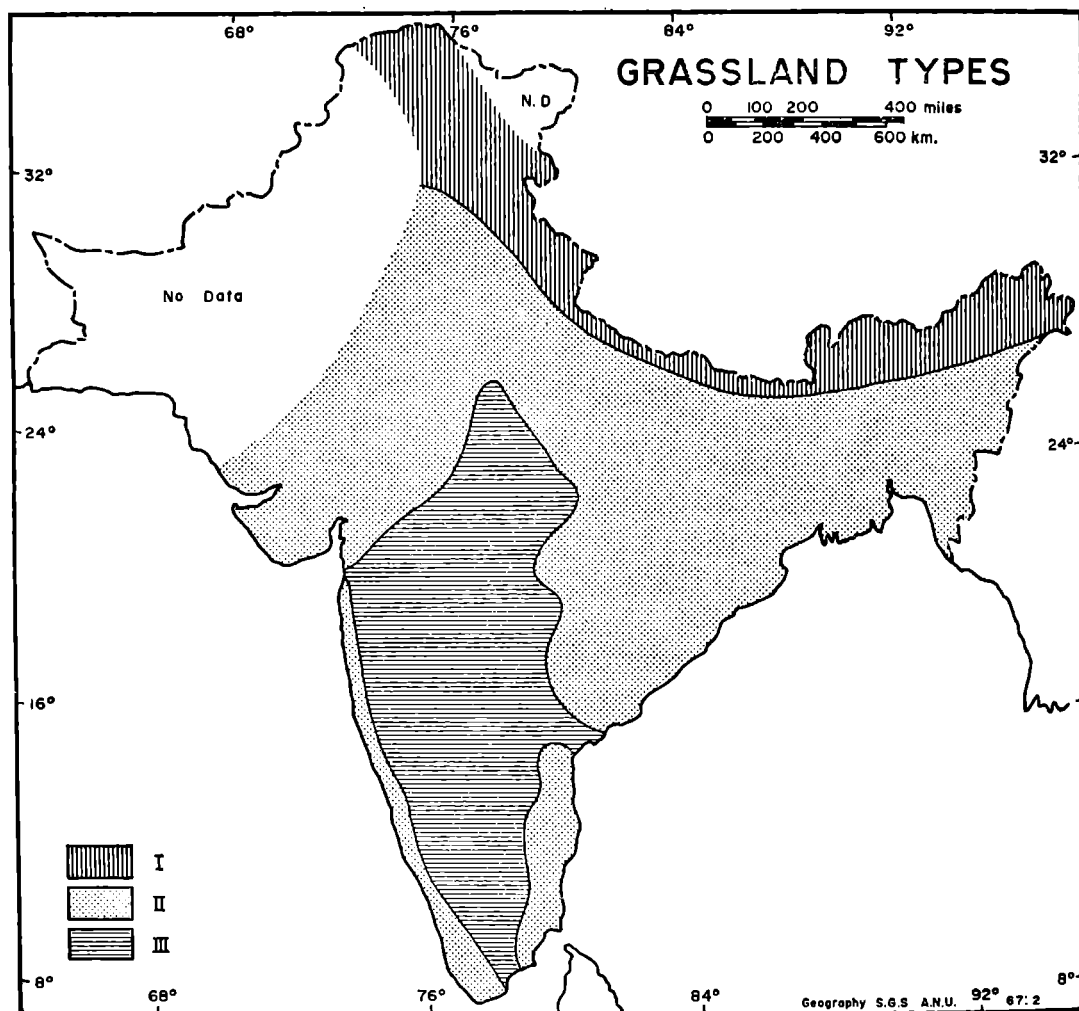 68° 76° 84° 92°
GRASSLAND TYPES
N.D
0 100 200 400 miles
0 200 400 600 km.
32° 32°
No Data
24° 24°
16° 16°
I
II
III
8° 8°
68° 76° 84° 92°
Geography S.G.S A.N.U. 67:2